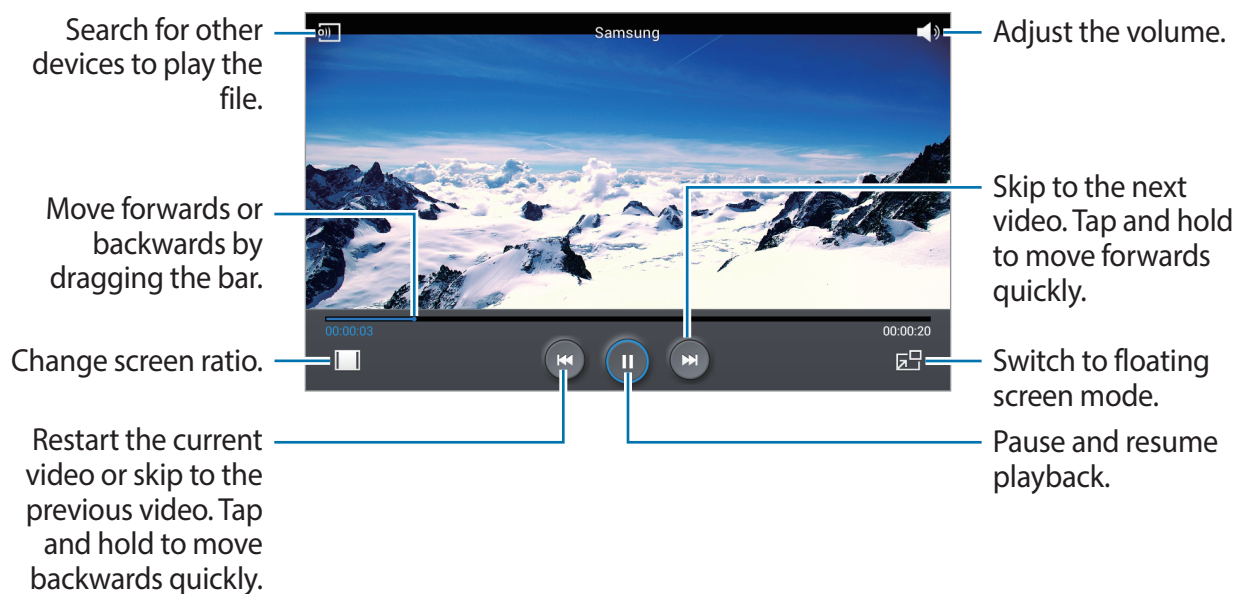 Search for other
devices to play the
file.
Samsung
Adjust the volume.
Move forwards or
backwards by
dragging the bar.
Skip to the next
video. Tap and hold
to move forwards
quickly.
00:00:03
00:00:20
Change screen ratio.
Switch to floating
screen mode.
Restart the current
video or skip to the
previous video. Tap
and hold to move
backwards quickly.
Pause and resume
playback.